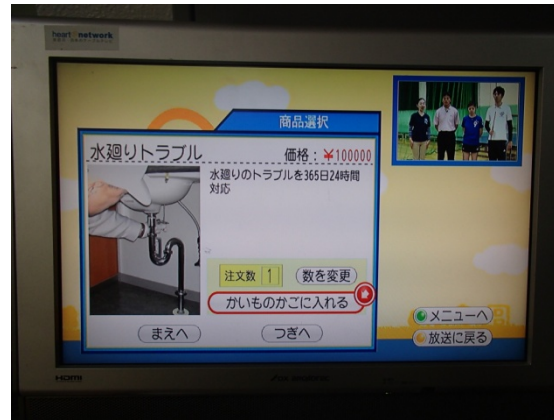 heart network
商品選択
水廻りトラブル
価格：¥100000
水廻りのトラブルを365日24時間
対応
注文数 1 数を変更
かいものかごに入れる
まえへ つぎへ
メニューへ
放送に戻る
HDMI